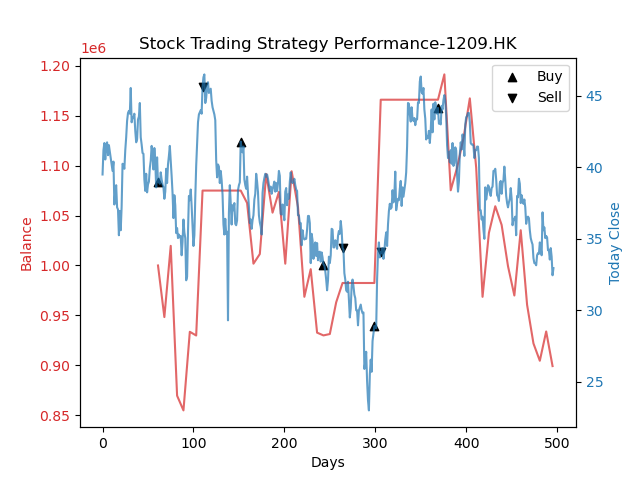 Stock Trading Strategy Performance-1209.HK
1e6
Buy
Sell
1.20
1.15
1.10
1.05
1.00
0.95
0.90
0.85
Balance
45
40
35
30
25
Today Close
0
100
200
300
400
500
Days